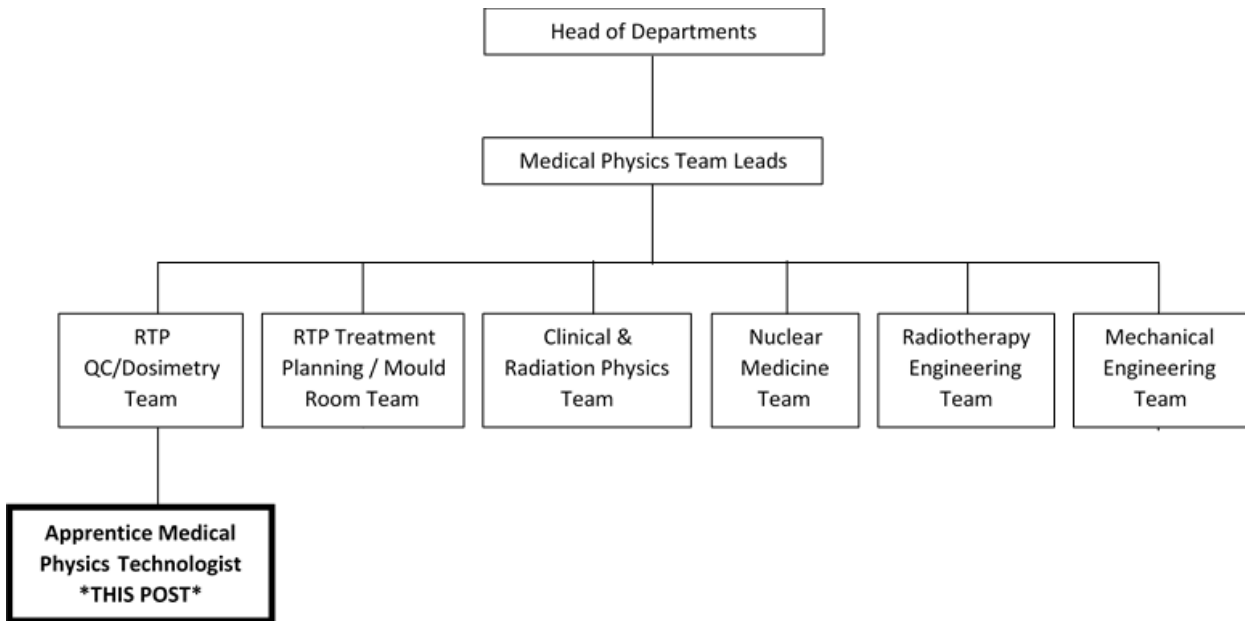 Head of Departments
Medical Physics Team Leads
RTP
QC/Dosimetry
Team
RTP Treatment
Planning / Mould
Room Team
Clinical &
Radiation Physics
Team
Nuclear
Medicine
Team
Radiotherapy
Engineering
Team
Mechanical
Engineering
Team
Apprentice Medical
Physics Technologist
*THIS POST*